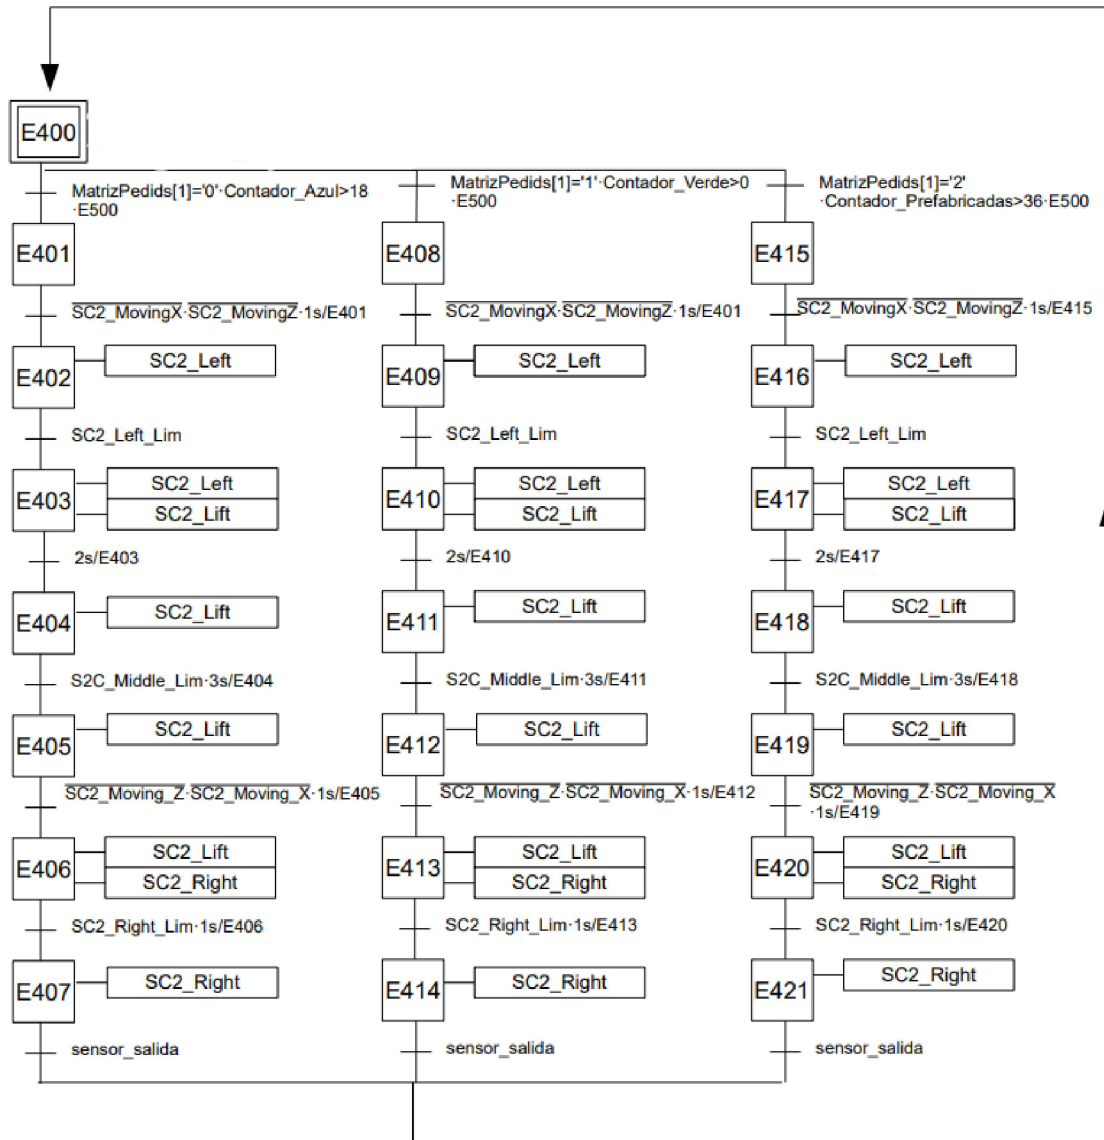 E400
MatrizPedids[1]='0'·Contador_Azul>18
·E500
MatrizPedids[1]='1'·Contador_Verde>0
·E500
MatrizPedids[1]='2'
·Contador_Prefabricadas>36·E500
E401
E408
E415
SC2_MovingX·SC2_MovingZ·1s/E401
SC2_MovingX·SC2_MovingZ·1s/E401
SC2_MovingX·SC2_MovingZ·1s/E415
E402
SC2_Left
E409
SC2_Left
E416
SC2_Left
SC2_Left_Lim
SC2_Left_Lim
SC2_Left_Lim
E403
SC2_Left
SC2_Lift
E410
SC2_Left
SC2_Lift
E417
SC2_Left
SC2_Lift
2s/E403
2s/E410
2s/E417
E404
SC2_Lift
E411
SC2_Lift
E418
SC2_Lift
S2C_Middle_Lim·3s/E404
S2C_Middle_Lim·3s/E411
S2C_Middle_Lim·3s/E418
E405
SC2_Lift
E412
SC2_Lift
E419
SC2_Lift
SC2_Moving_Z·SC2_Moving_X·1s/E405
SC2_Moving_Z·SC2_Moving_X·1s/E412
SC2_Moving_Z·SC2_Moving_X
·1s/E419
E406
SC2_Lift
SC2_Right
E413
SC2_Lift
SC2_Right
E420
SC2_Lift
SC2_Right
SC2_Right_Lim·1s/E406
SC2_Right_Lim·1s/E413
SC2_Right_Lim·1s/E420
E407
SC2_Right
E414
SC2_Right
E421
SC2_Right
sensor_salida
sensor_salida
sensor_salida